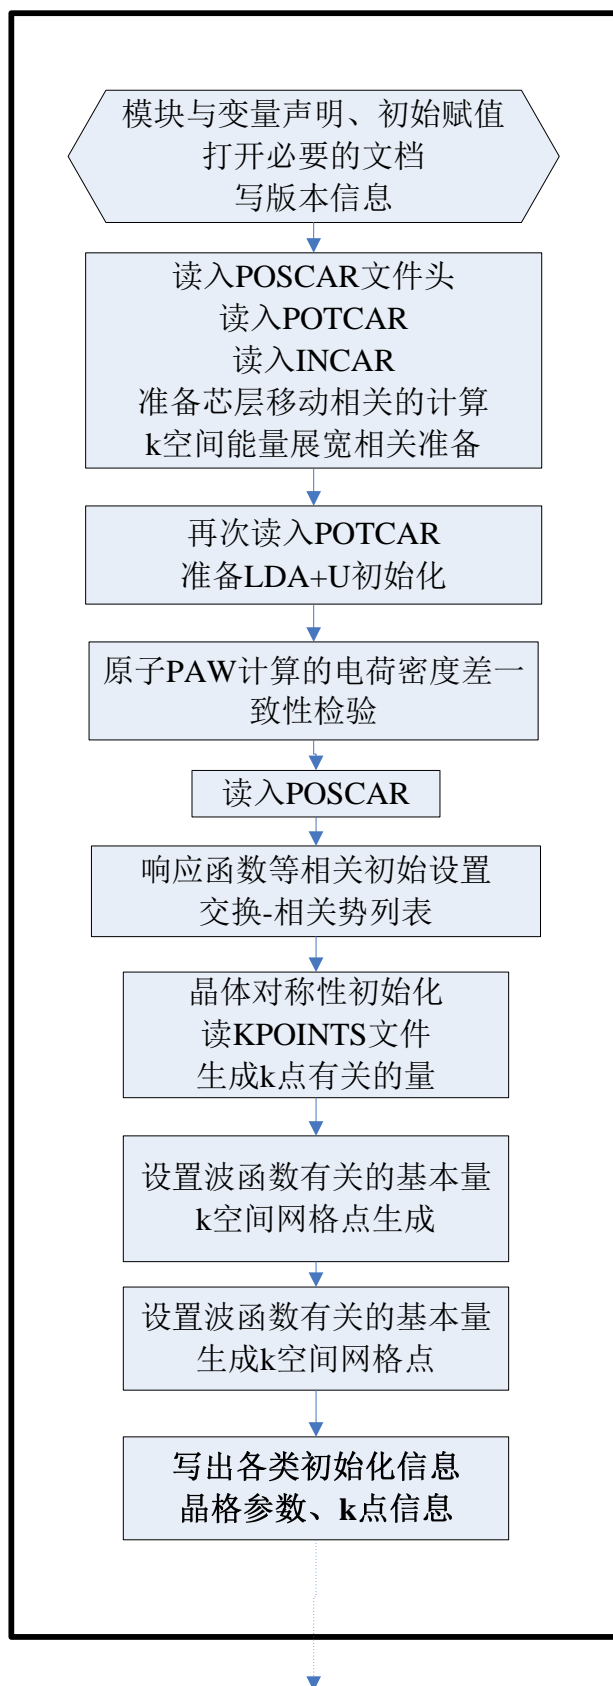 模块与变量声明、初始赋值
打开必要的文档
写版本信息
读入POSCAR文件头
读入POTCAR
读入INCAR
准备芯层移动相关的计算
k空间能量展宽相关准备
再次读入POTCAR
准备LDA+U初始化
原子PAW计算的电荷密度差一
致性检验
读入POSCAR
响应函数等相关初始设置
交换-相关势列表
晶体对称性初始化
读KPOINTS文件
生成k点有关的量
设置波函数有关的基本量
k空间网格点生成
设置波函数有关的基本量
生成k空间网格点
写出各类初始化信息
晶格参数、k点信息